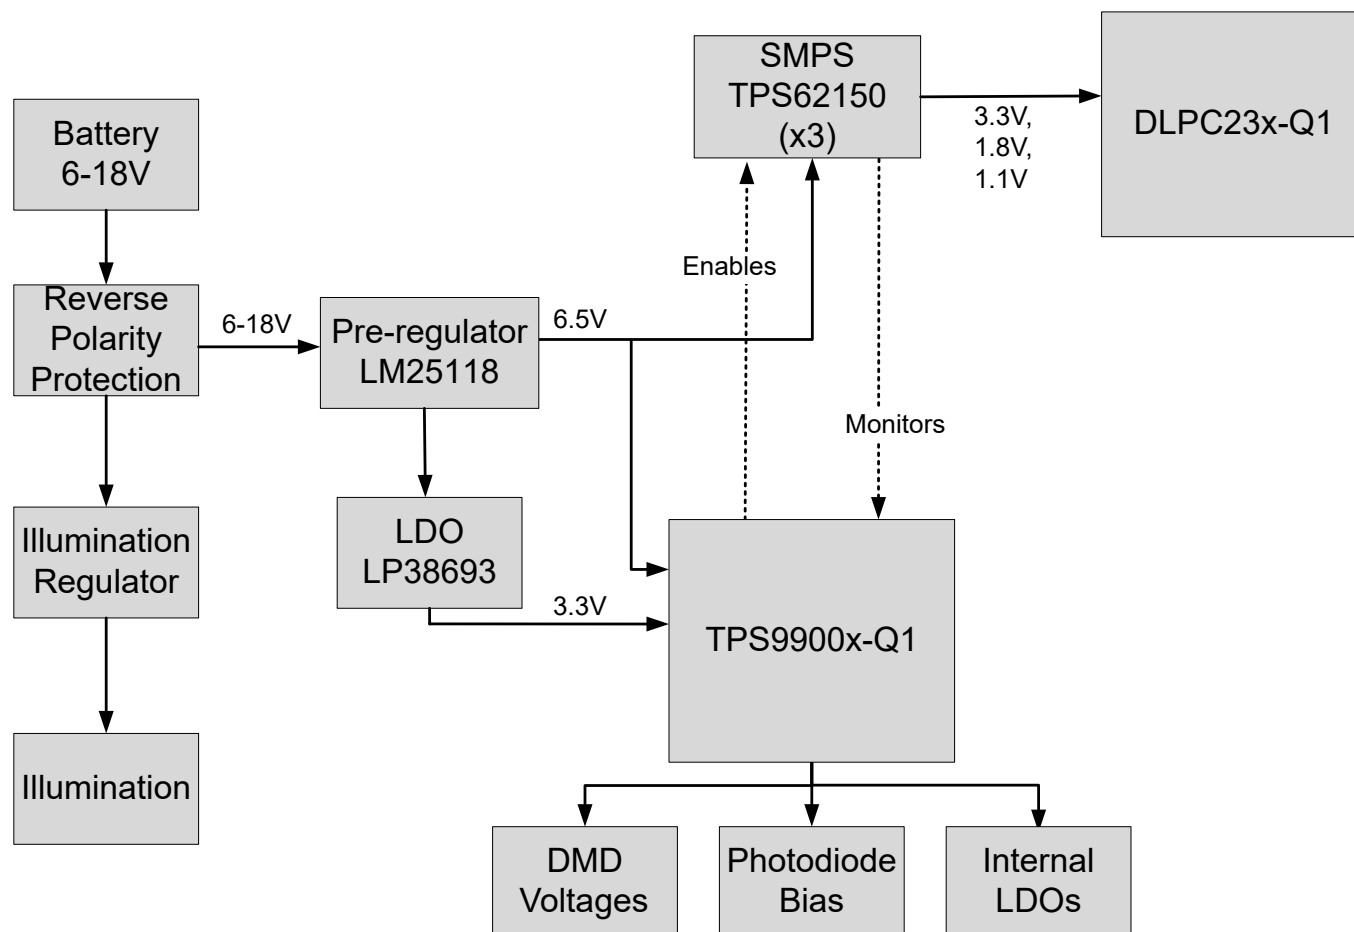 SMPS
TPS62150
(x3)
DLPC23x-Q1
3.3V,
1.8V,
1.1V
Battery
6-18V
Enables
Reverse
Polarity
Protection
6-18V
Pre-regulator
LM25118
6.5V
Monitors
LDO
LP38693
3.3V
Illumination
Regulator
TPS9900x-Q1
Illumination
DMD
Voltages
Photodiode
Bias
Internal
LDOs